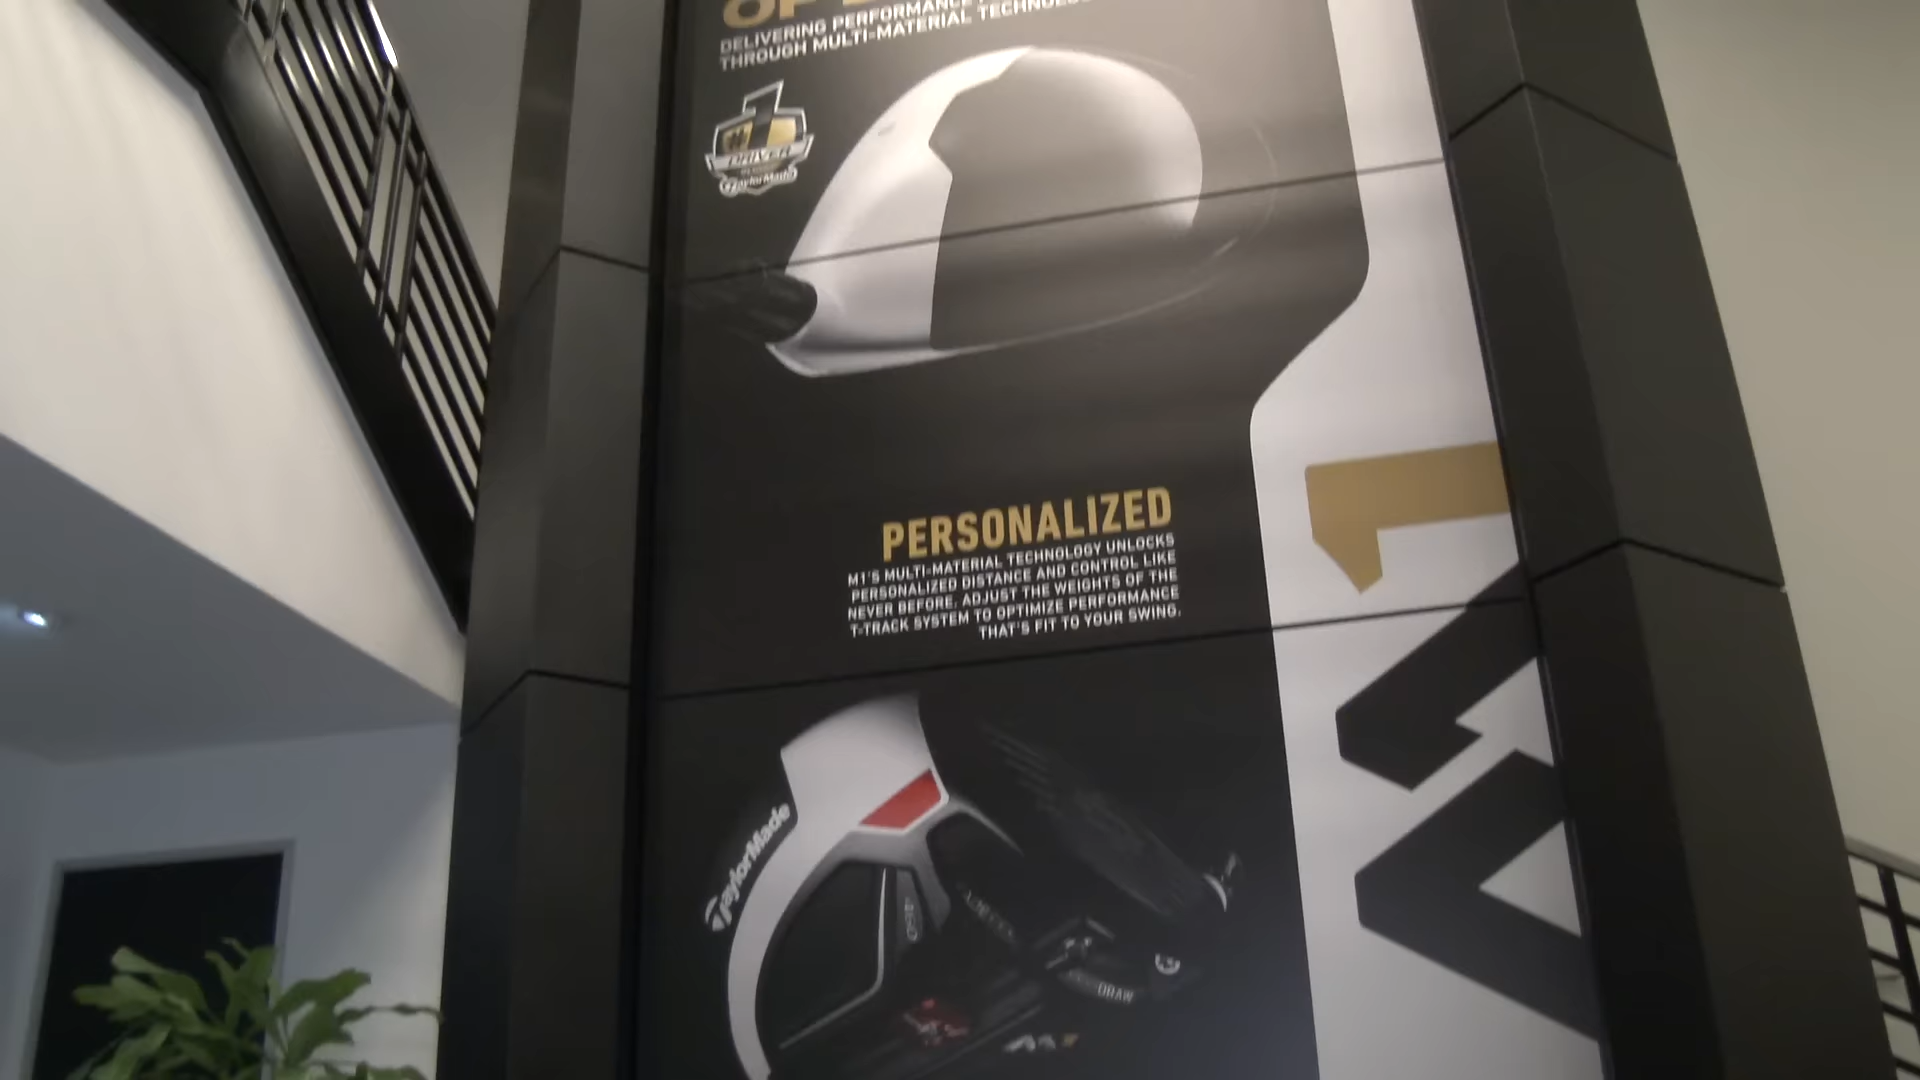 DELIVERING PERFORMANCE
THROUGH MULTI-MATERIAL
DRIVER
TaylorMade
PERSONALIZED
M1'S MULTI-MATERIAL TECHNOLOGY UNLOCKS
PERSONALIZED DISTANCE AND CONTROL LIKE
NEVER BEFORE. ADJUST THE WEIGHTS OF THE
T-TRACK SYSTEM TO OPTIMIZE PERFORMANCE
THAT'S FIT TO YOUR SWING.
M1
TaylorMade
DRAW